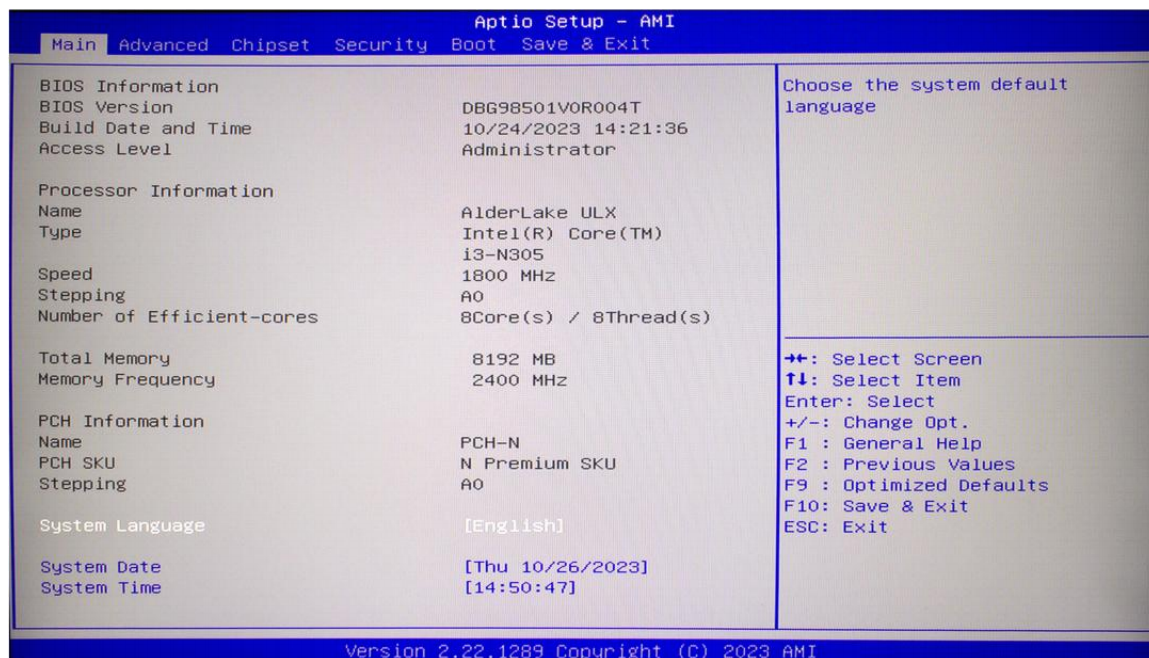 Aptio Setup - AMI
Main Advanced Chipset Security Boot Save & Exit
BIOS Information
BIOS Version DBG98501V0R004T
Build Date and Time 10/24/2023 14:21:36
Access Level Administrator
Processor Information
Name AlderLake ULX
Type Intel(R) Core(TM)
i3-N305
Speed 1800 MHz
Stepping A0
Number of Efficient-cores 8Core(s) / 8Thread(s)
Total Memory 8192 MB
Memory Frequency 2400 MHz
PCH Information
Name PCH-N
PCH SKU N Premium SKU
Stepping A0
System Language [English]
System Date [Thu 10/26/2023]
System Time [14:50:47]
Choose the system default
language
→←: Select Screen
↑↓: Select Item
Enter: Select
+/-: Change Opt.
F1 : General Help
F2 : Previous Values
F9 : Optimized Defaults
F10: Save & Exit
ESC: Exit
Version 2.22.1289 Copyright (C) 2023 AMI